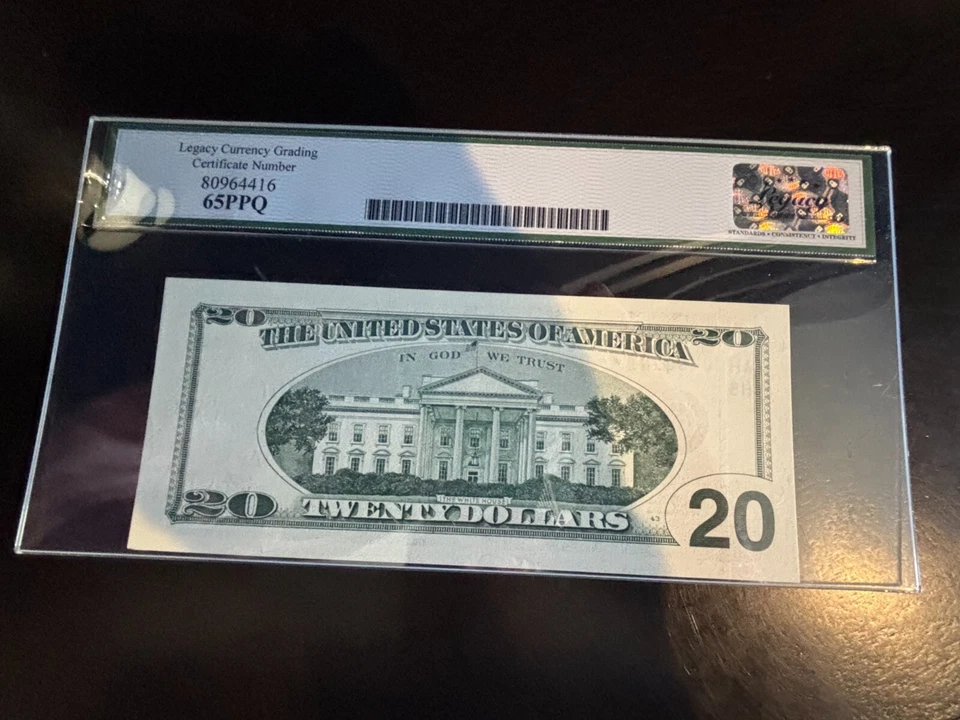 Legacy Currency Grading
Certificate Number
80964416
65PPQ
Legacy
STANDARDS • CONSISTENCY • INTEGRITY
20
20
THE UNITED STATES OF AMERICA
IN GOD WE TRUST
THE WHITE HOUSE
20
TWENTY DOLLARS
20